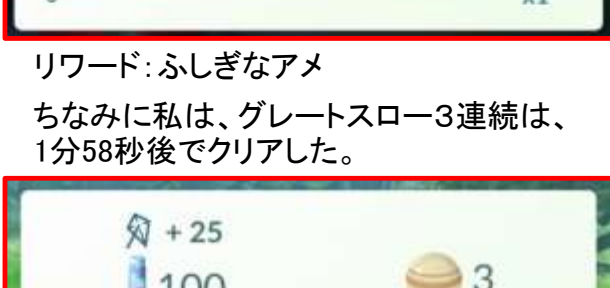 リワード：ふしぎなアメ
ちなみに私は、グレートスロー３連続は、
1分58秒後でクリアした。
+ 25
100
3